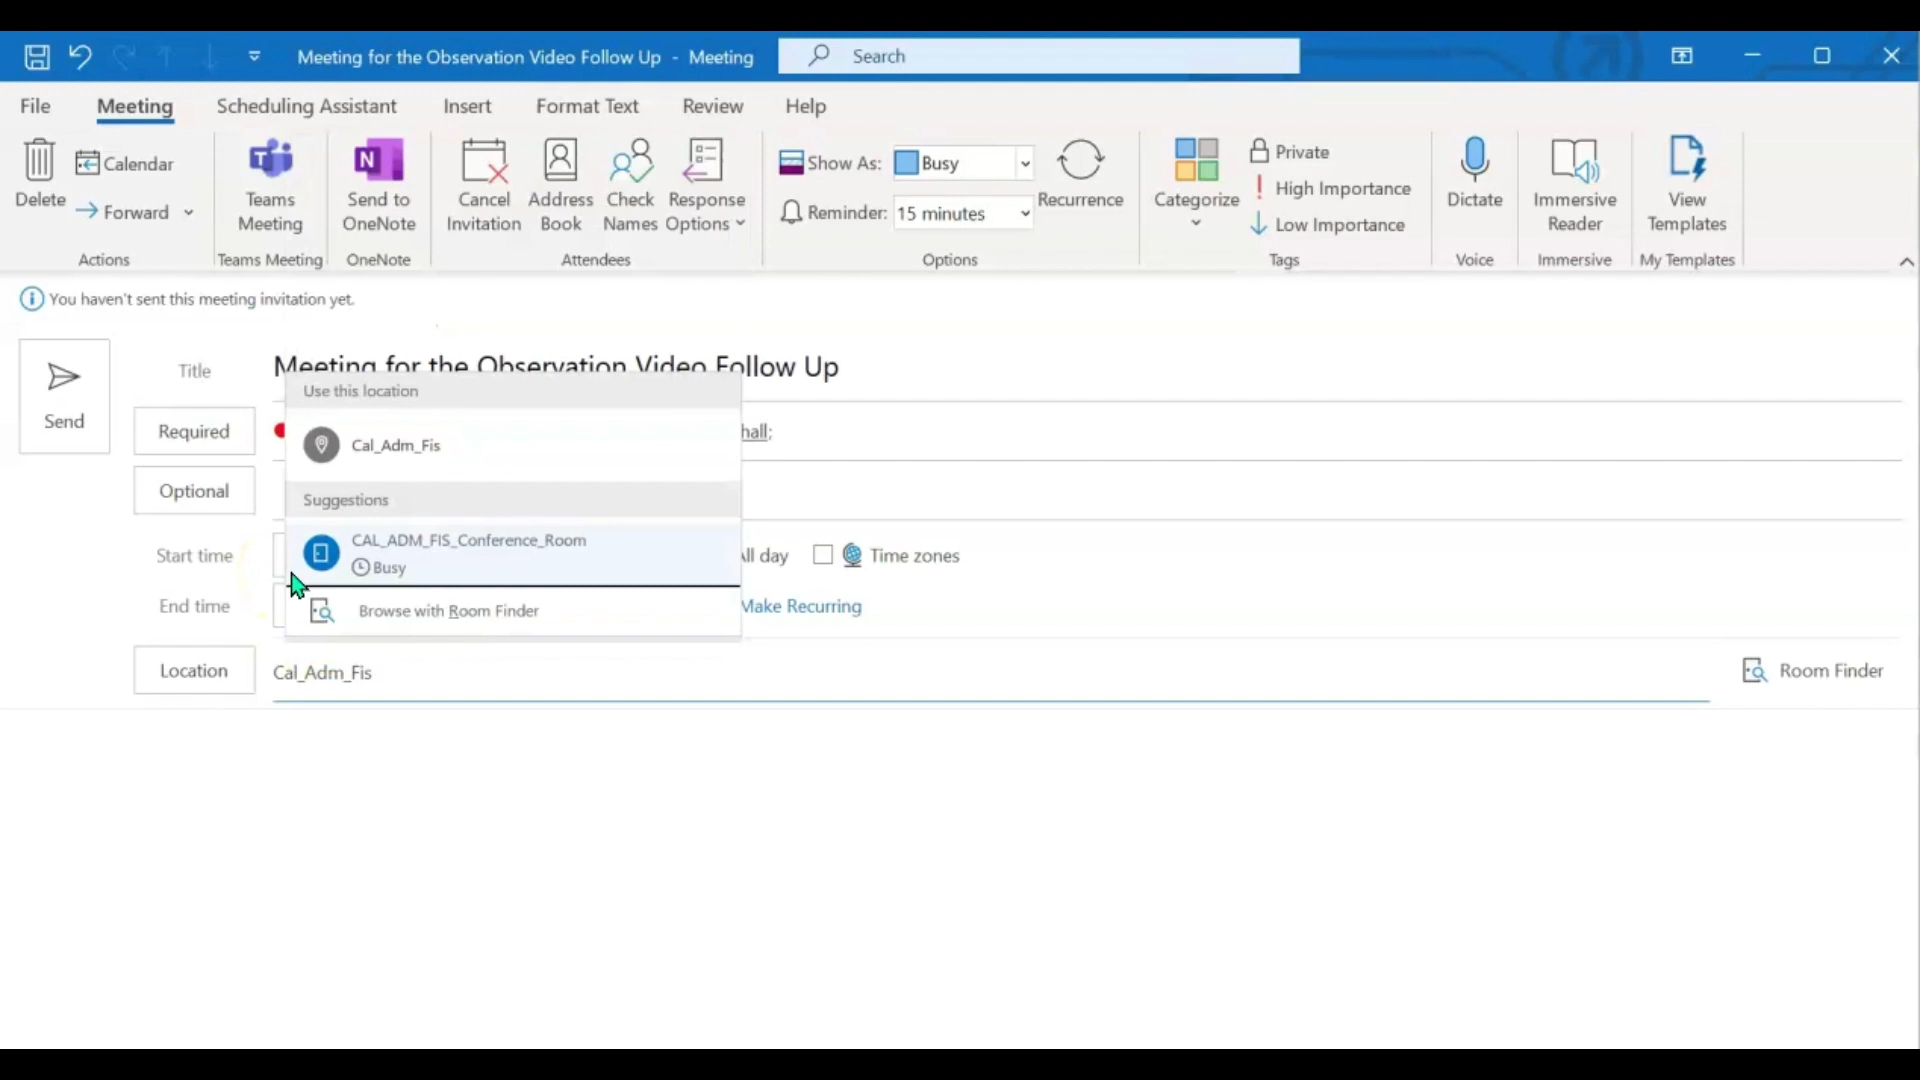 Meeting for the Observation Video Follow Up - Meeting
Search
File Meeting Scheduling Assistant Insert Format Text Review Help
Delete
Calendar
Forward
Actions
Teams
Meeting
Teams Meeting
Send to
OneNote
OneNote
Cancel
Invitation
Address
Book
Check
Names
Response
Options
Attendees
Show As: Busy
Reminder: 15 minutes
Recurrence
Options
Categorize
Private
High Importance
Low Importance
Tags
Dictate
Voice
Immersive
Reader
Immersive
View
Templates
My Templates
You haven't sent this meeting invitation yet.
Send
Title Meeting for the Observation Video Follow Up
Use this location
Required hall;
Cal_Adm_Fis
Optional
Suggestions
CAL_ADM_FIS_Conference_Room
Busy
Start time day Time zones
End time Make Recurring
Browse with Room Finder
Location Cal_Adm_Fis Room Finder